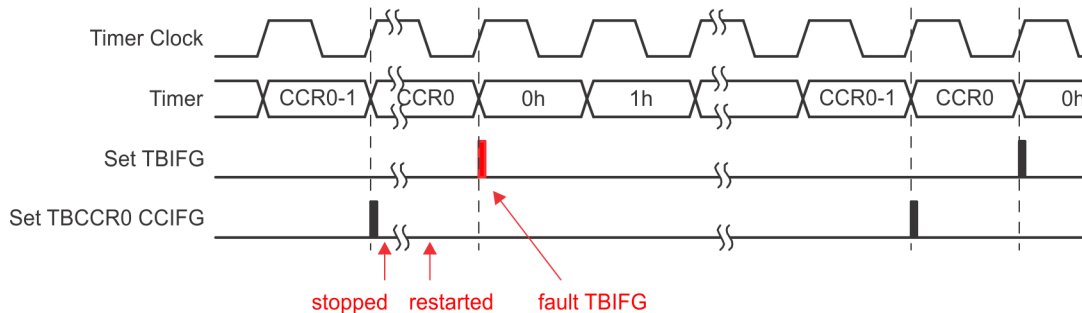 Timer Clock
Timer CCR0-1 CCR0 0h 1h CCR0-1 CCR0 0h
Set TBIFG
Set TBCCR0 CCIFG
stopped restarted fault TBIFG